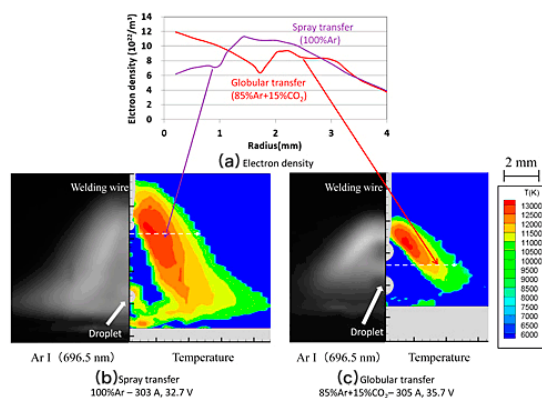 Elctron density (10²²/m³)
14
12
10
8
6
4
2
0
Spray transfer
(100%Ar)
Globular transfer
(85%Ar+15%CO₂)
0 1 2 3 4
Radius(mm)
(a) Electron density
2 mm
Welding wire
Droplet
Welding wire
Droplet
T(K)
13000
12500
12000
11500
11000
10500
10000
9500
9000
8500
8000
7500
7000
6500
6000
Ar I (696.5 nm) Temperature
Ar I (696.5 nm) Temperature
(b) Spray transfer
100%Ar – 303 A, 32.7 V
(c) Globular transfer
85%Ar+15%CO₂– 305 A, 35.7 V